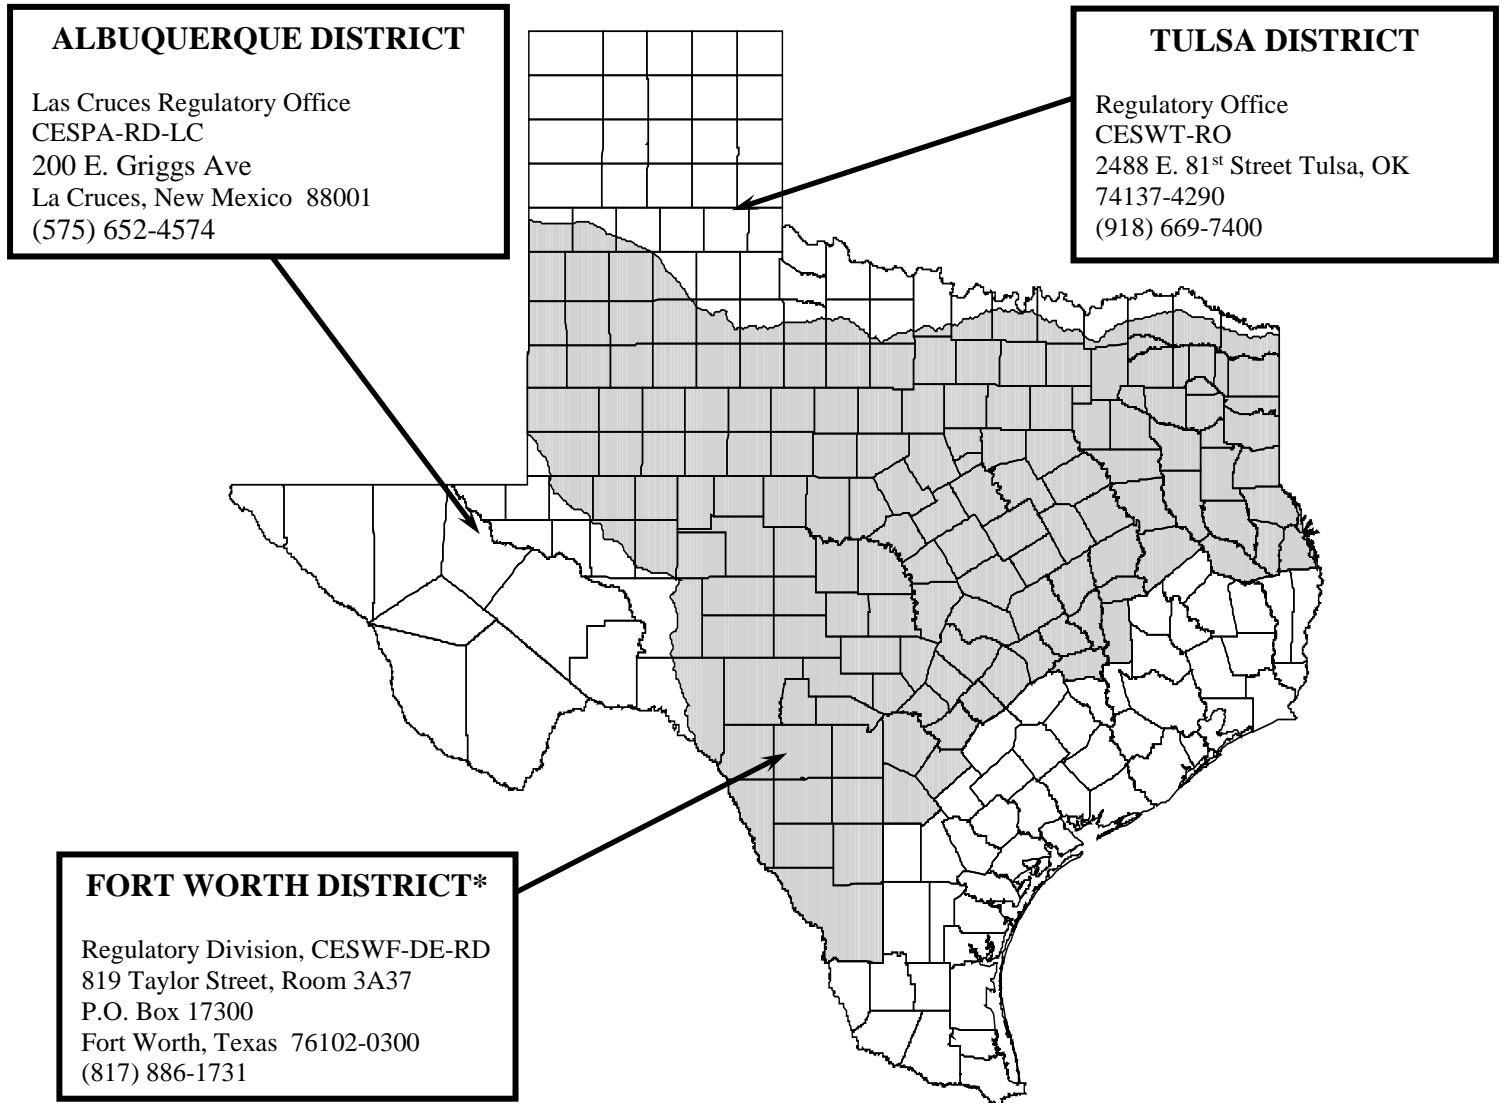 ALBUQUERQUE DISTRICT
Las Cruces Regulatory Office
CESPA-RD-LC
200 E. Griggs Ave
La Cruces, New Mexico  88001
(575) 652-4574
TULSA DISTRICT
Regulatory Office
CESWT-RO
2488 E. 81st Street Tulsa, OK
74137-4290
(918) 669-7400
FORT WORTH DISTRICT*
Regulatory Division, CESWF-DE-RD
819 Taylor Street, Room 3A37
P.O. Box 17300
Fort Worth, Texas  76102-0300
(817) 886-1731